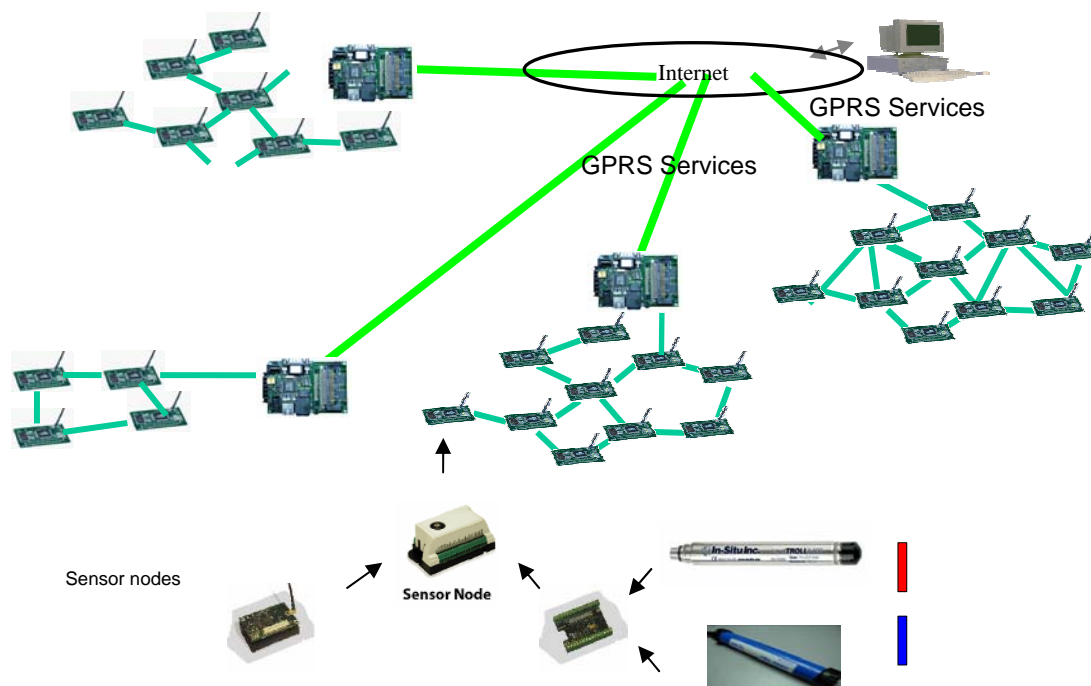 Internet
GPRS Services
GPRS Services
Sensor nodes
Sensor Node
In-Situ Inc.
TROLL